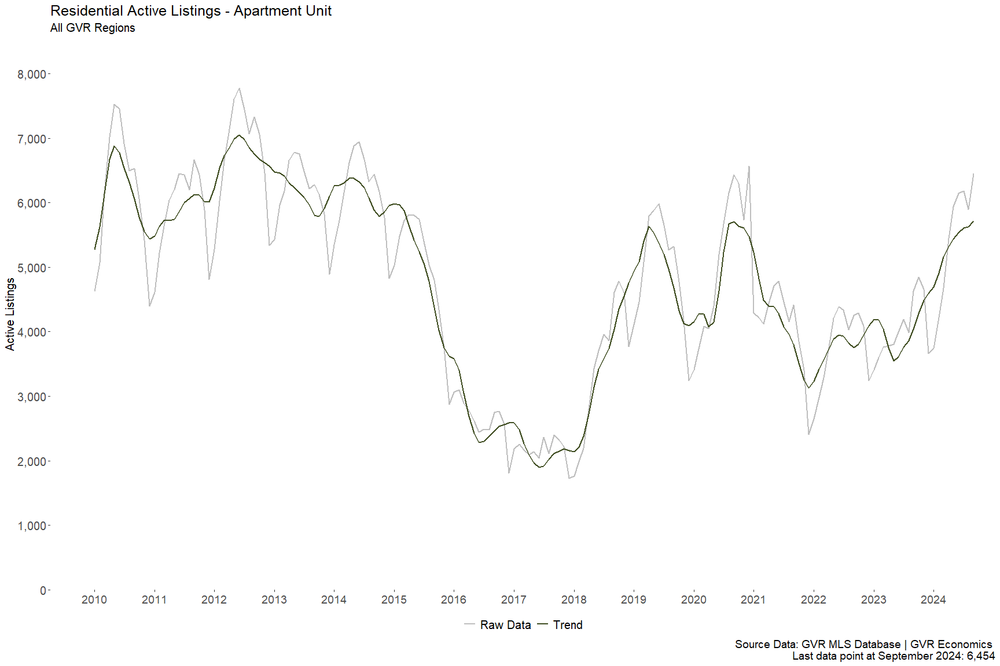 Residential Active Listings - Apartment Unit
All GVR Regions
Active Listings
8,000
7,000
6,000
5,000
4,000
3,000
2,000
1,000
0
2010 2011 2012 2013 2014 2015 2016 2017 2018 2019 2020 2021 2022 2023 2024
Raw Data Trend
Source Data: GVR MLS Database | GVR Economics
Last data point at September 2024: 6,454